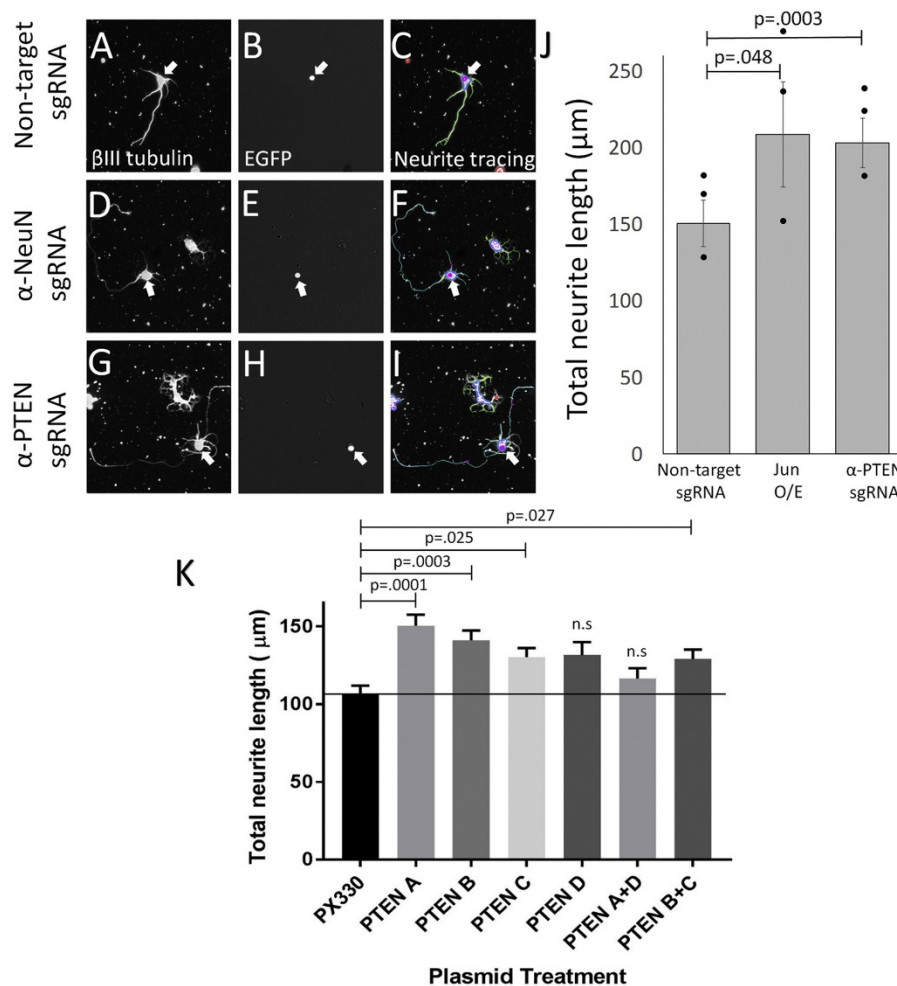 Non-target
sgRNA
A
βIII tubulin
B
EGFP
C
Neurite tracing
α-NeuN
sgRNA
D
E
F
α-PTEN
sgRNA
G
H
I
J
p=.0003
p=.048
Total neurite length (μm)
250
200
150
100
50
0
Non-target
sgRNA
Jun
O/E
α-PTEN
sgRNA
K
p=.027
p=.025
p=.0003
p=.0001
n.s
n.s
Total neurite length ( μm)
150
100
50
0
PX330
PTEN A
PTEN B
PTEN C
PTEN D
PTEN A+D
PTEN B+C
Plasmid Treatment